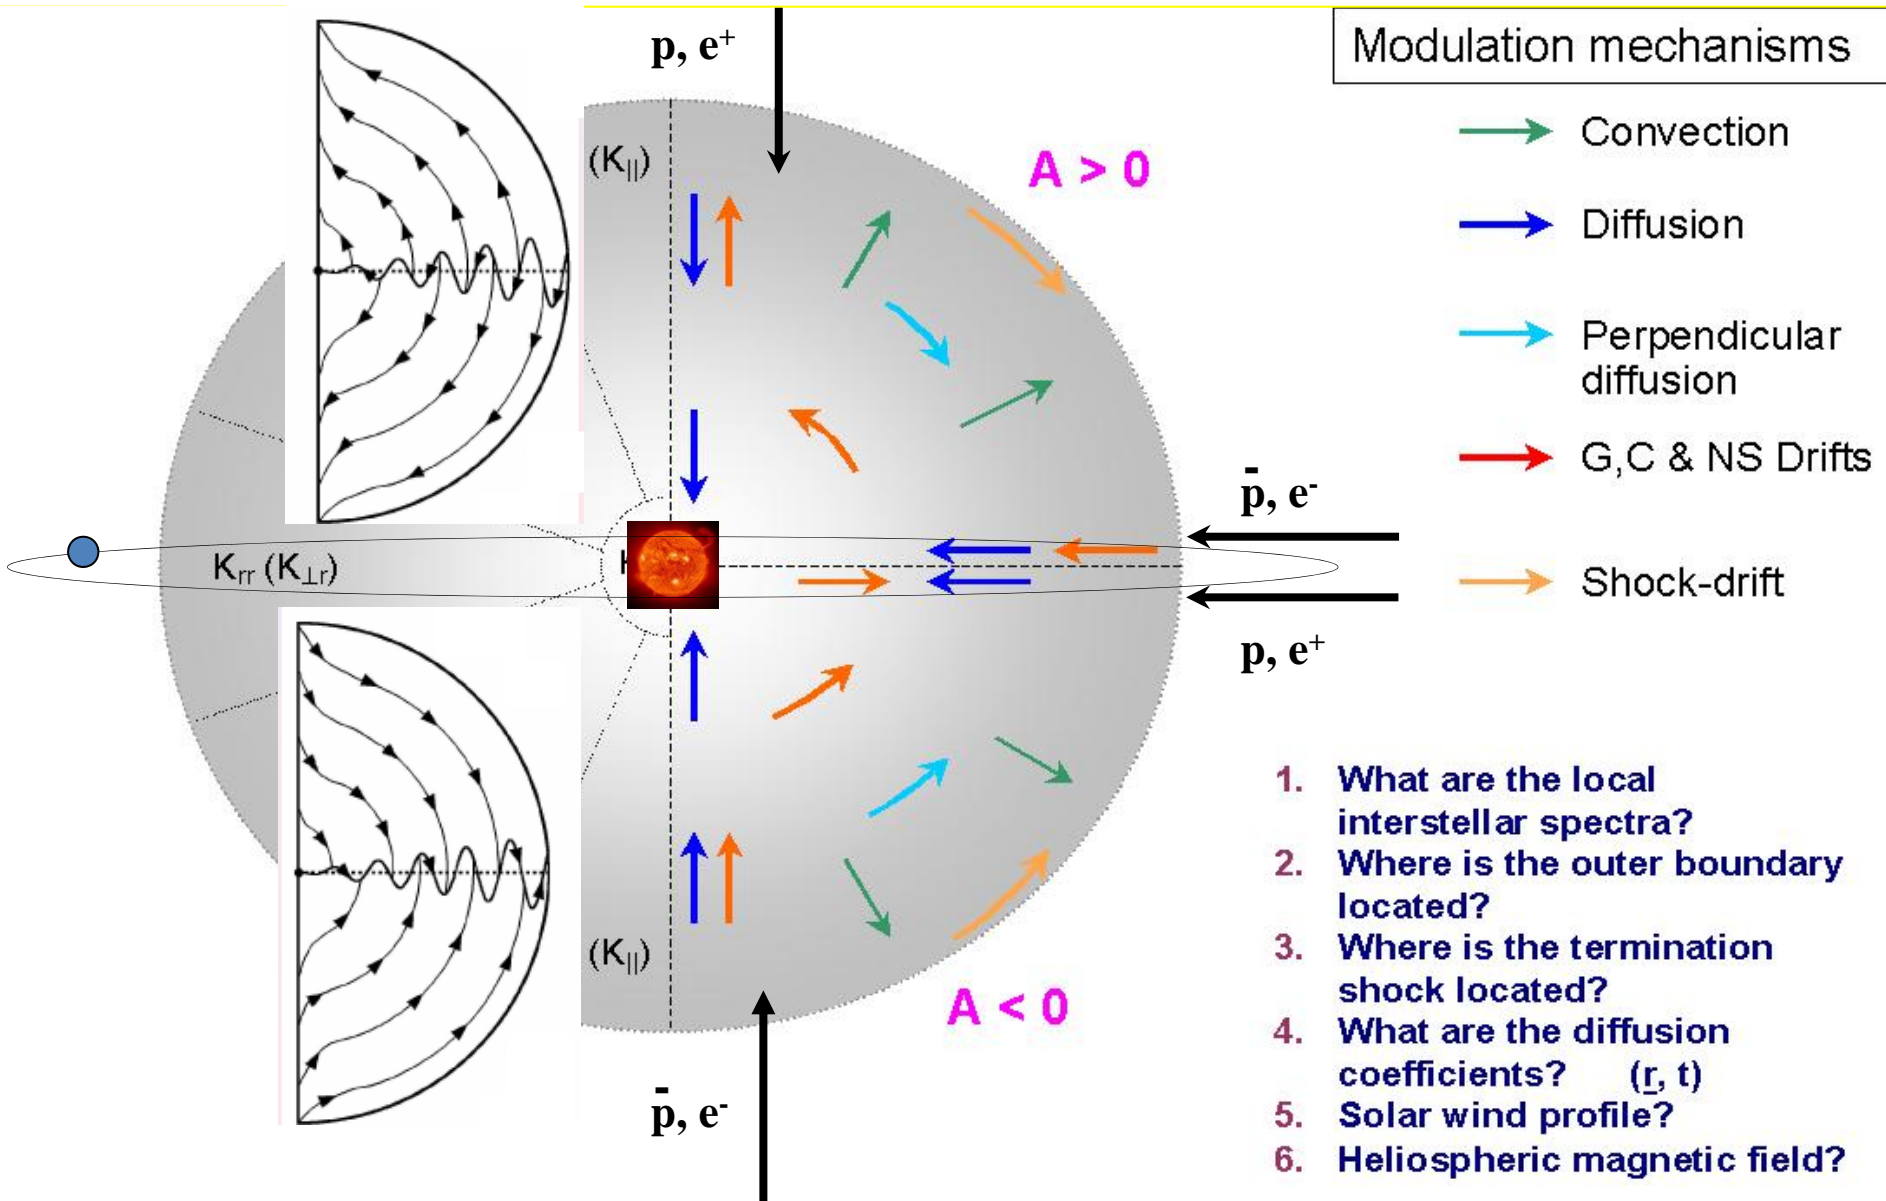 p, e⁺
Modulation mechanisms
Convection
(K||)
A > 0
Diffusion
Perpendicular
diffusion
G,C & NS Drifts
p̄, e⁻
Krr (K⊥r)
K
Shock-drift
p, e⁺
1. What are the local
interstellar spectra?
2. Where is the outer boundary
located?
3. Where is the termination
shock located?
(K||)
A < 0
4. What are the diffusion
coefficients? (r, t)
p̄, e⁻
5. Solar wind profile?
6. Heliospheric magnetic field?